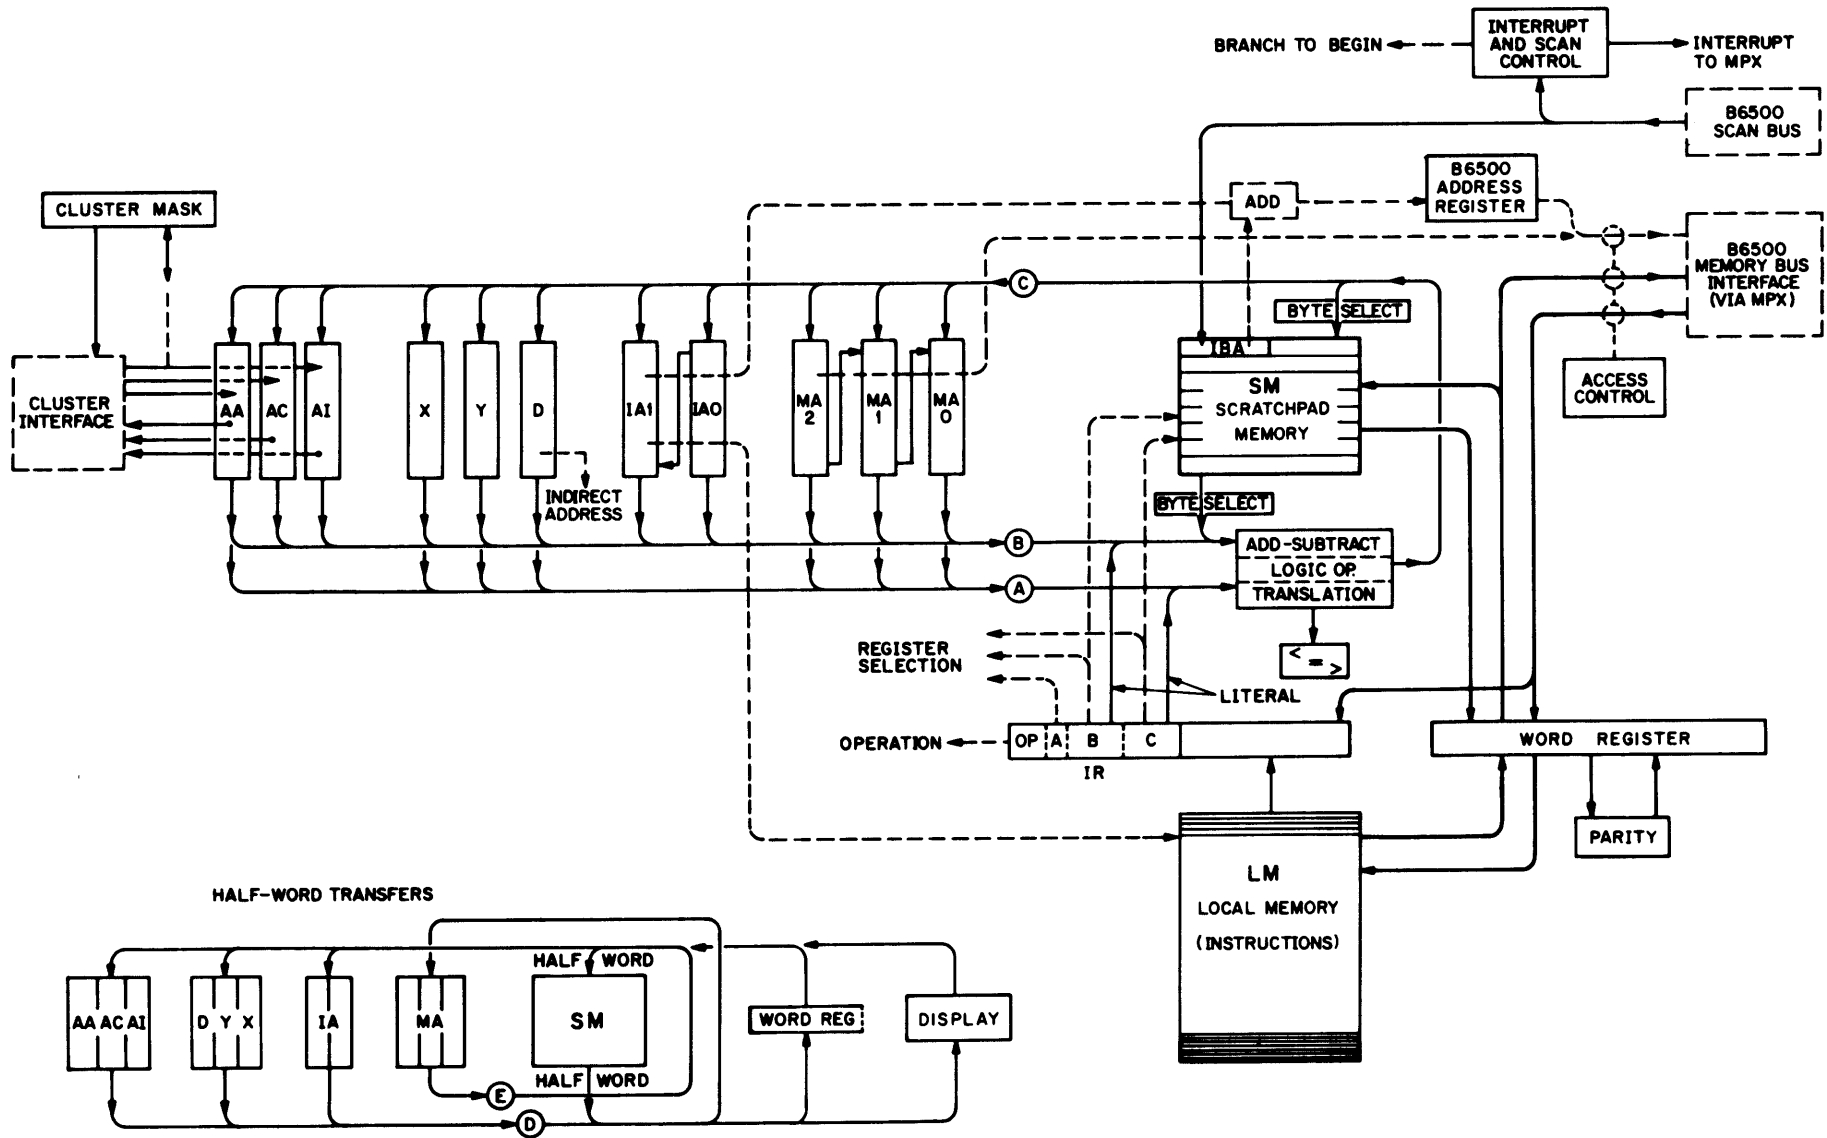 INTERRUPT
AND SCAN
CONTROL
BRANCH TO BEGIN
INTERRUPT
TO MPX
B6500
SCAN BUS
B6500
ADDRESS
REGISTER
ADD
CLUSTER MASK
B6500
MEMORY BUS
INTERFACE
(VIA MPX)
C
BYTE SELECT
IBA
ACCESS
CONTROL
CLUSTER
INTERFACE
AA
AC
AI
X
Y
D
IA1
IA0
MA
2
MA
1
MA
0
SM
SCRATCHPAD
MEMORY
INDIRECT
ADDRESS
BYTE SELECT
B
ADD-SUBTRACT
LOGIC OP.
TRANSLATION
A
REGISTER
SELECTION
< = >
LITERAL
OPERATION
OP A B C
IR
WORD REGISTER
PARITY
LM
LOCAL MEMORY
(INSTRUCTIONS)
HALF-WORD TRANSFERS
HALF WORD
AA AC AI
D Y X
IA
MA
SM
WORD REG
DISPLAY
HALF WORD
E
D